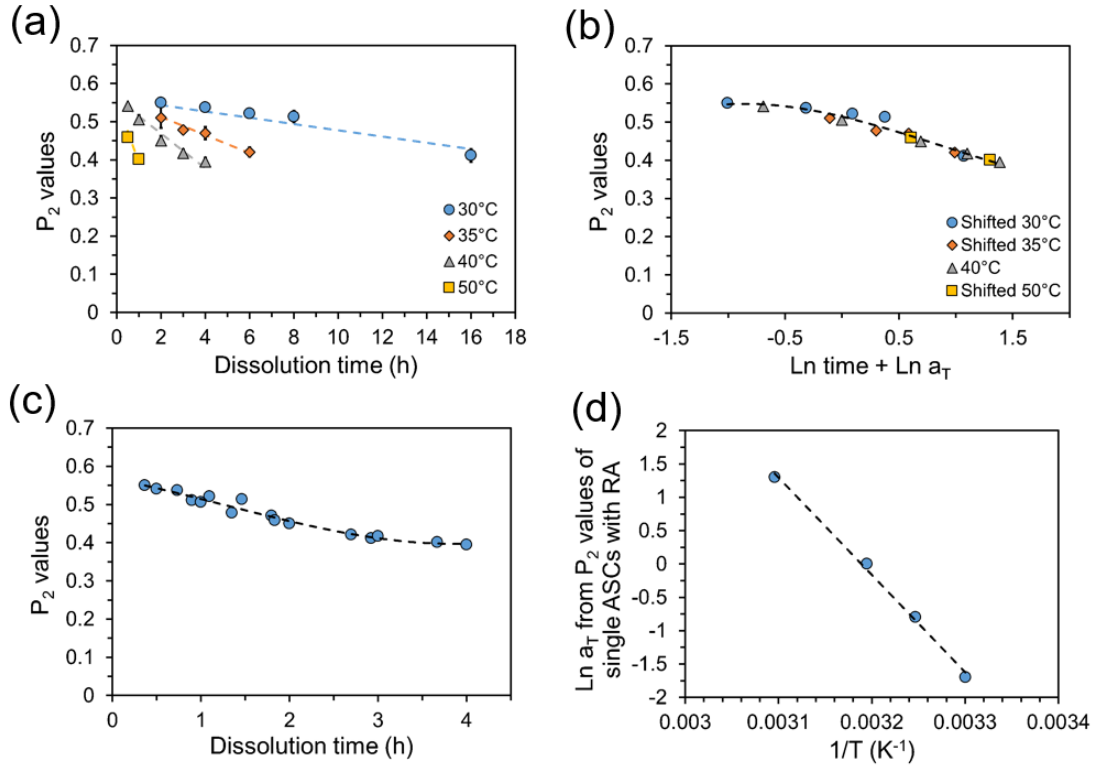 (a)
0.7
0.6
0.5
0.4
0.3
0.2
0.1
0
P₂ values
0 2 4 6 8 10 12 14 16 18
Dissolution time (h)
30°C
35°C
40°C
50°C
(b)
0.7
0.6
0.5
0.4
0.3
0.2
0.1
0
P₂ values
-1.5 -0.5 0.5 1.5
Ln time + Ln aT
Shifted 30°C
Shifted 35°C
40°C
Shifted 50°C
(c)
0.7
0.6
0.5
0.4
0.3
0.2
0.1
0
P₂ values
0 1 2 3 4
Dissolution time (h)
(d)
2
1.5
1
0.5
0
-0.5
-1
-1.5
-2
Ln aT from P₂ values of
single ASCs with RA
0.003 0.0031 0.0032 0.0033 0.0034
1/T (K⁻¹)